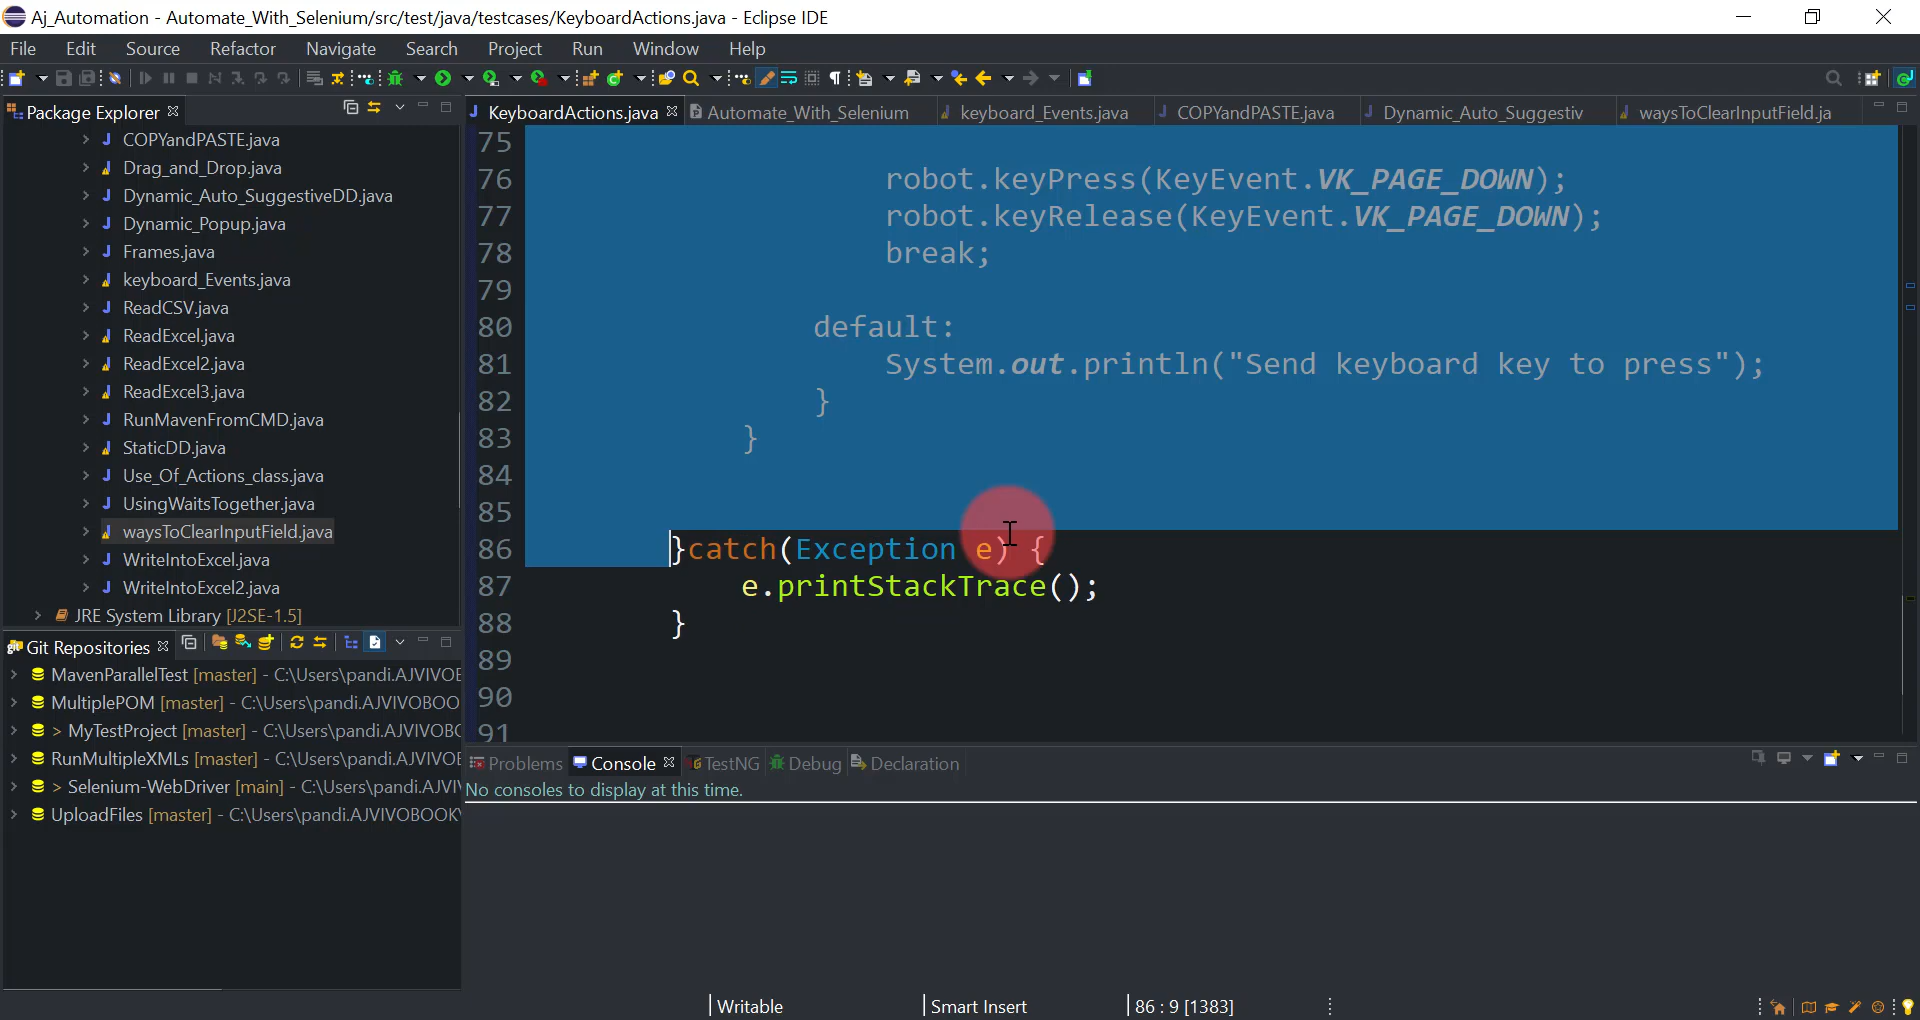 Aj_Automation - Automate_With_Selenium/src/test/java/testcases/KeyboardActions.java - Eclipse IDE
File Edit Source Refactor Navigate Search Project Run Window Help
Package Explorer
COPYandPASTE.java
Drag_and_Drop.java
Dynamic_Auto_SuggestiveDD.java
Dynamic_Popup.java
Frames.java
keyboard_Events.java
ReadCSV.java
ReadExcel.java
ReadExcel2.java
ReadExcel3.java
RunMavenFromCMD.java
StaticDD.java
Use_Of_Actions_class.java
UsingWaitsTogether.java
waysToClearInputField.java
WriteIntoExcel.java
WriteIntoExcel2.java
JRE System Library [J2SE-1.5]
Git Repositories
MavenParallelTest [master] - C:\Users\pandi.AJVIVOE
MultiplePOM [master] - C:\Users\pandi.AJVIVOBOO
> MyTestProject [master] - C:\Users\pandi.AJVIVOBC
RunMultipleXMLs [master] - C:\Users\pandi.AJVIVOE
> Selenium-WebDriver [main] - C:\Users\pandi.AJVI
UploadFiles [master] - C:\Users\pandi.AJVIVOBOOK
KeyboardActions.java Automate_With_Selenium keyboard_Events.java COPYandPASTE.java Dynamic_Auto_Suggestiv waysToClearInputField.ja
75
76 robot.keyPress(KeyEvent.VK_PAGE_DOWN);
77 robot.keyRelease(KeyEvent.VK_PAGE_DOWN);
78 break;
79
80 default:
81 System.out.println("Send keyboard key to press");
82 }
83 }
84
85
86 }catch(Exception e) {
87 e.printStackTrace();
88 }
89
90
91
Problems Console TestNG Debug Declaration
No consoles to display at this time.
Writable Smart Insert 86 : 9 [1383]